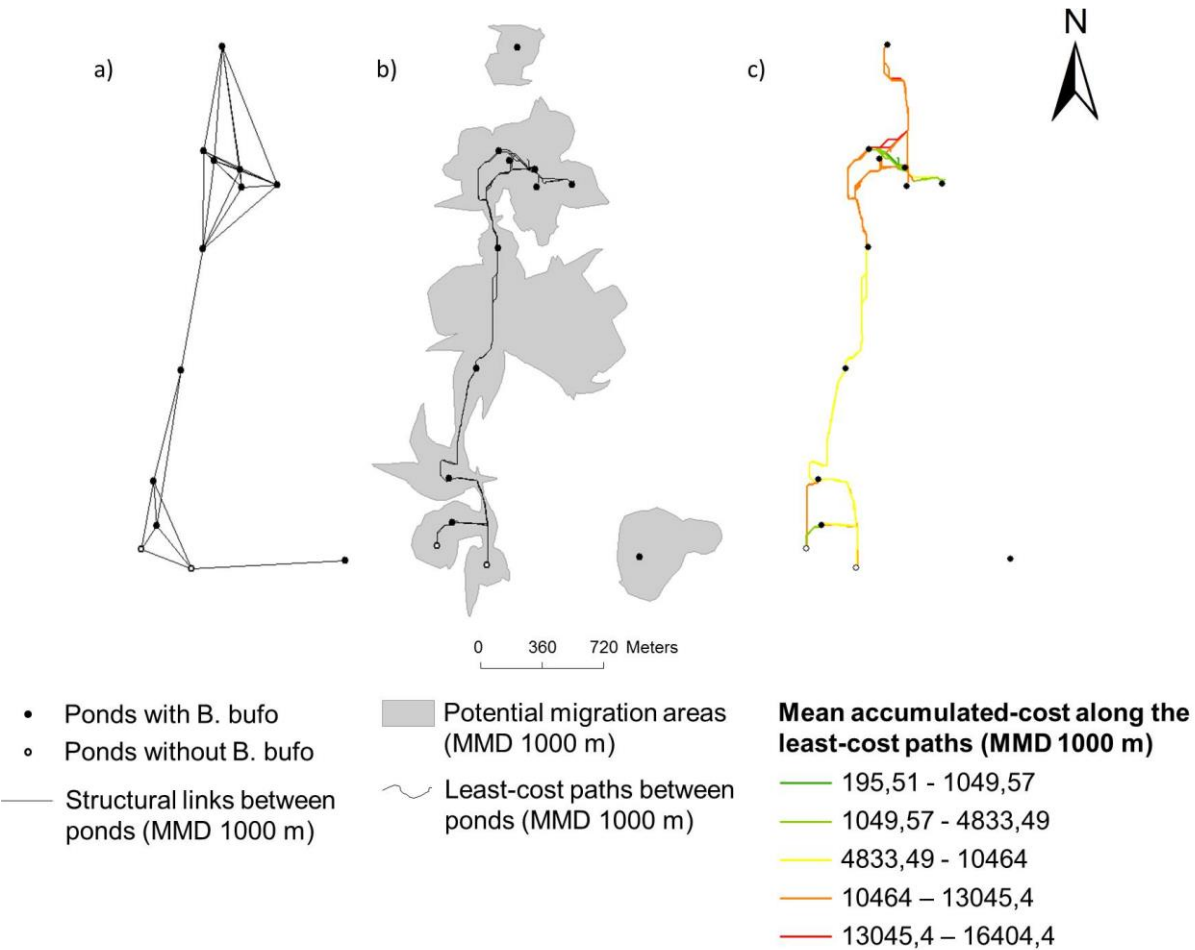 N
a)
b)
c)
0 360 720 Meters
Ponds with B. bufo
Ponds without B. bufo
Structural links between
ponds (MMD 1000 m)
Potential migration areas
(MMD 1000 m)
Least-cost paths between
ponds (MMD 1000 m)
Mean accumulated-cost along the
least-cost paths (MMD 1000 m)
195,51 - 1049,57
1049,57 - 4833,49
4833,49 - 10464
10464 – 13045,4
13045,4 – 16404,4